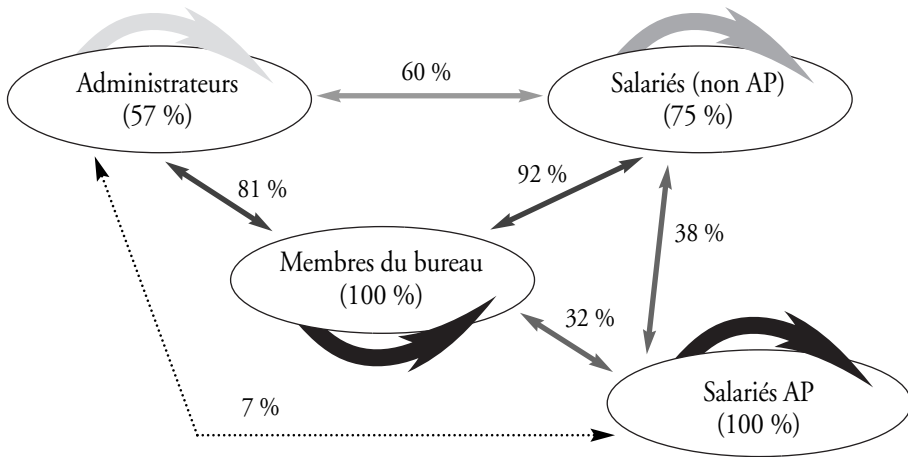 Administrateurs
(57 %)
60 %
Salariés (non AP)
(75 %)
81 %
92 %
38 %
Membres du bureau
(100 %)
32 %
Salariés AP
(100 %)
7 %